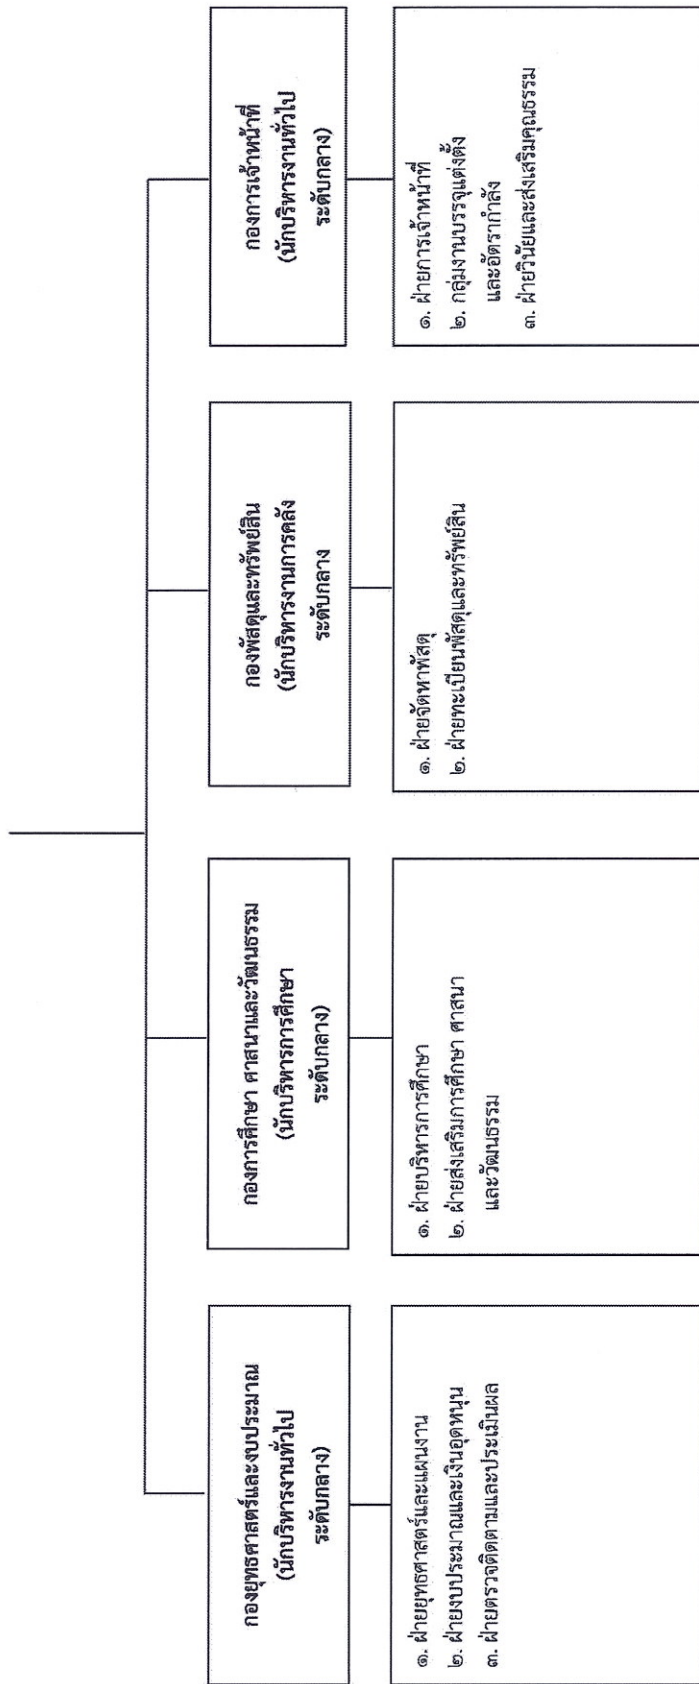 กองยุทธศาสตร์และงบประมาณ
(นักบริหารงานทั่วไป
ระดับกลาง)
๑. ฝ่ายยุทธศาสตร์และแผนงาน
๒. ฝ่ายงบประมาณและเงินอุดหนุน
๓. ฝ่ายตรวจติดตามและประเมินผล
กองการศึกษา ศาสนาและวัฒนธรรม
(นักบริหารการศึกษา
ระดับกลาง)
๑. ฝ่ายบริหารการศึกษา
๒. ฝ่ายส่งเสริมการศึกษา ศาสนา
และวัฒนธรรม
กองพัสดุและทรัพย์สิน
(นักบริหารงานการคลัง
ระดับกลาง
๑. ฝ่ายจัดหาพัสดุ
๒. ฝ่ายทะเบียนพัสดุและทรัพย์สิน
กองการเจ้าหน้าที่
(นักบริหารงานทั่วไป
ระดับกลาง)
๑. ฝ่ายการเจ้าหน้าที่
๒. กลุ่มงานบรรจุแต่งตั้ง
และอัตรากำลัง
๓. ฝ่ายวินัยและส่งเสริมคุณธรรม